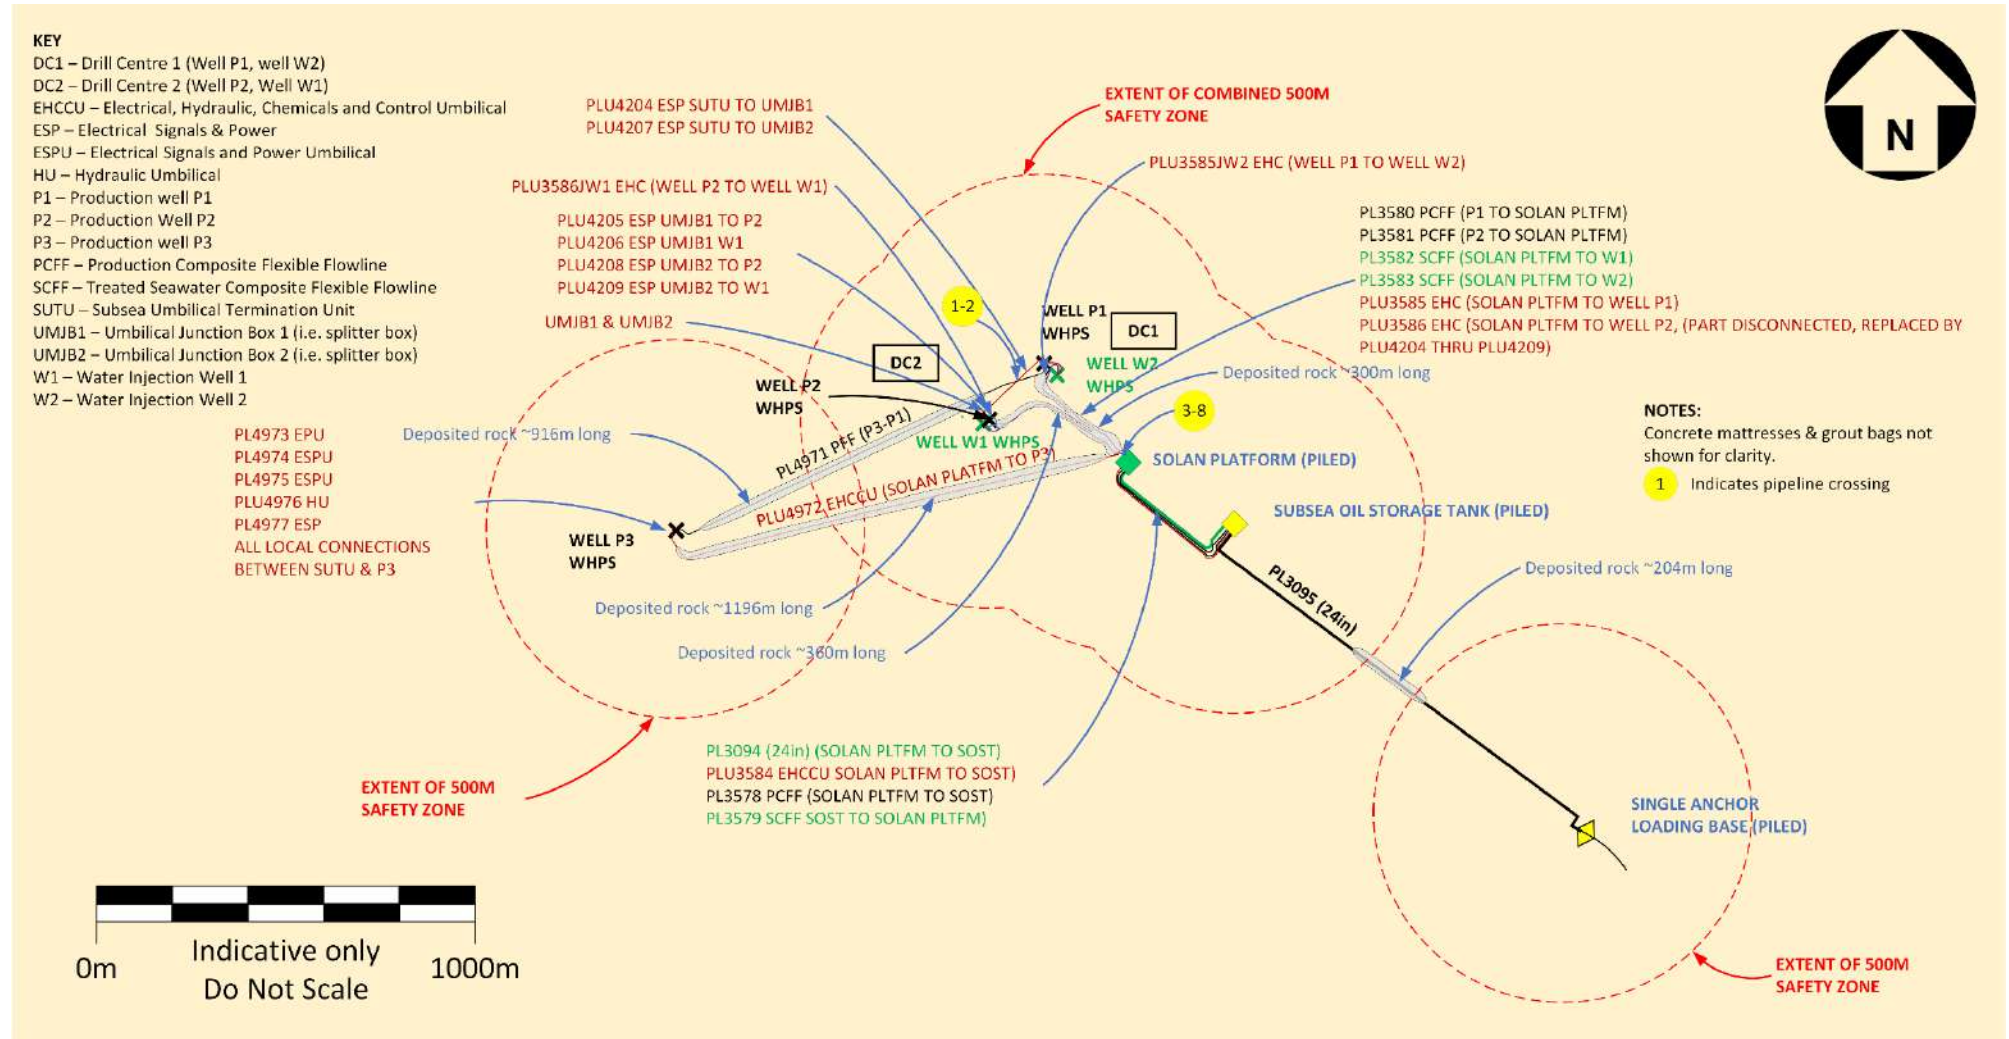 KEY
DC1 – Drill Centre 1 (Well P1, well W2)
DC2 – Drill Centre 2 (Well P2, Well W1)
EHCCU – Electrical, Hydraulic, Chemicals and Control Umbilical
ESP – Electrical Signals & Power
ESPU – Electrical Signals and Power Umbilical
HU – Hydraulic Umbilical
P1 – Production well P1
P2 – Production Well P2
P3 – Production well P3
PCFF – Production Composite Flexible Flowline
SCFF – Treated Seawater Composite Flexible Flowline
SUTU – Subsea Umbilical Termination Unit
UMJB1 – Umbilical Junction Box 1 (i.e. splitter box)
UMJB2 – Umbilical Junction Box 2 (i.e. splitter box)
W1 – Water Injection Well 1
W2 – Water Injection Well 2
PLU4204 ESP SUTU TO UMJB1
PLU4207 ESP SUTU TO UMJB2
EXTENT OF COMBINED 500M
SAFETY ZONE
N
PLU3585JW2 EHC (WELL P1 TO WELL W2)
PLU3586JW1 EHC (WELL P2 TO WELL W1)
PLU4205 ESP UMJB1 TO P2
PLU4206 ESP UMJB1 W1
PLU4208 ESP UMJB2 TO P2
PLU4209 ESP UMJB2 TO W1
UMJB1 & UMJB2
PL3580 PCFF (P1 TO SOLAN PLTFM)
PL3581 PCFF (P2 TO SOLAN PLTFM)
PL3582 SCFF (SOLAN PLTFM TO W1)
PL3583 SCFF (SOLAN PLTFM TO W2)
PLU3585 EHC (SOLAN PLTFM TO WELL P1)
PLU3586 EHC (SOLAN PLTFM TO WELL P2, (PART DISCONNECTED, REPLACED BY
PLU4204 THRU PLU4209)
1-2
WELL P1
WHPS
DC1
DC2
WELL W2
WHPS
WELL P2
WHPS
Deposited rock ~300m long
3-8
NOTES:
Concrete mattresses & grout bags not
shown for clarity.
1 Indicates pipeline crossing
PL4973 EPU
PL4974 ESPU
PL4975 ESPU
PLU4976 HU
PL4977 ESP
ALL LOCAL CONNECTIONS
BETWEEN SUTU & P3
Deposited rock ~916m long
PL4971 PFF (P3-P1)
WELL W1 WHPS
PLU4972 EHCCU (SOLAN PLATFM TO P3)
SOLAN PLATFORM (PILED)
SUBSEA OIL STORAGE TANK (PILED)
WELL P3
WHPS
Deposited rock ~1196m long
Deposited rock ~360m long
PL3095 (24in)
Deposited rock ~204m long
PL3094 (24in) (SOLAN PLTFM TO SOST)
PLU3584 EHCCU SOLAN PLTFM TO SOST)
PL3578 PCFF (SOLAN PLTFM TO SOST)
PL3579 SCFF SOST TO SOLAN PLTFM)
EXTENT OF 500M
SAFETY ZONE
SINGLE ANCHOR
LOADING BASE (PILED)
0m
Indicative only
Do Not Scale
1000m
EXTENT OF 500M
SAFETY ZONE